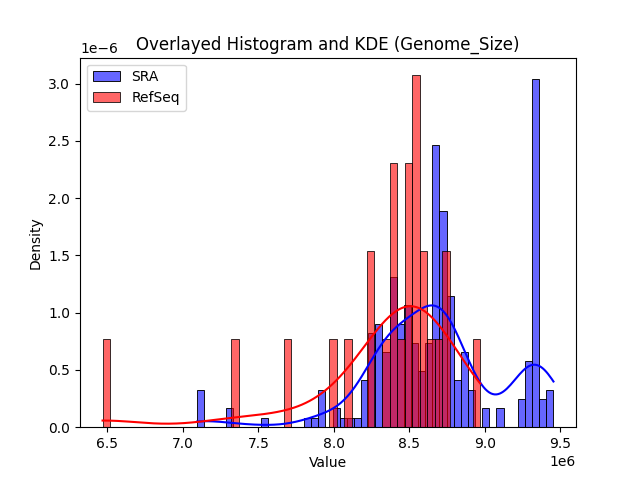 Overlayed Histogram and KDE (Genome_Size)
1e−6
SRA
RefSeq
3.0
2.5
2.0
1.5
1.0
0.5
0.0
Density
6.5 7.0 7.5 8.0 8.5 9.0 9.5
Value
1e6